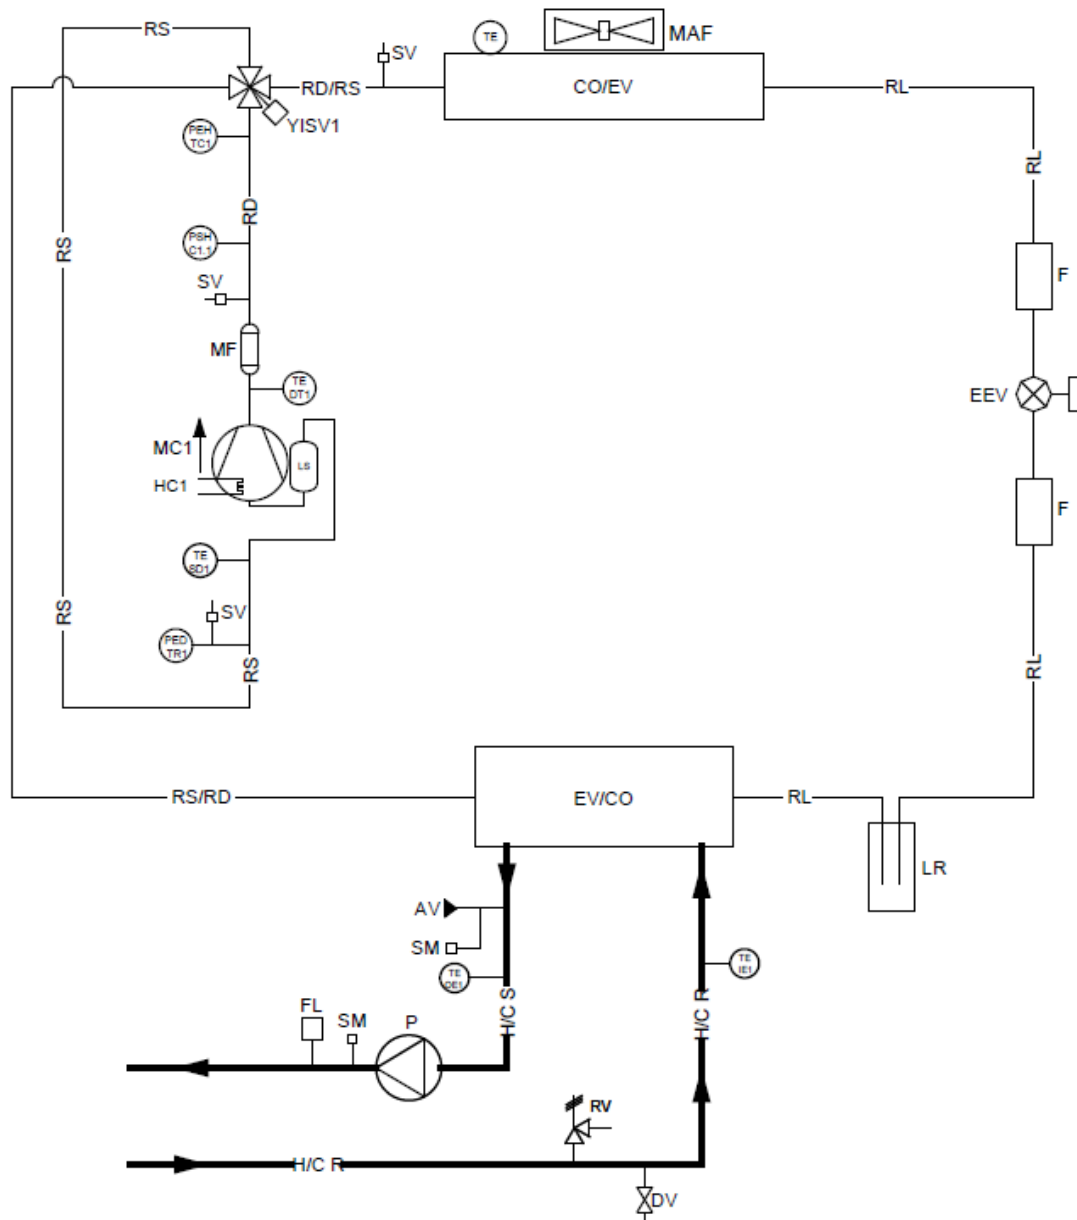 RS
SV
TE
MAF
RD/RS
CO/EV
RL
YISV1
PEH
TC1
RL
RD
RS
PSH
C1.1
SV
F
MF
TE
DT1
EEV
MC1
LS
HC1
F
TE
SD1
RS
SV
PED
TR1
RS
RL
RS/RD
EV/CO
RL
LR
AV
SM
TE
OE1
TE
IE1
H/C S
H/C R
FL
SM
P
RV
H/C R
DV